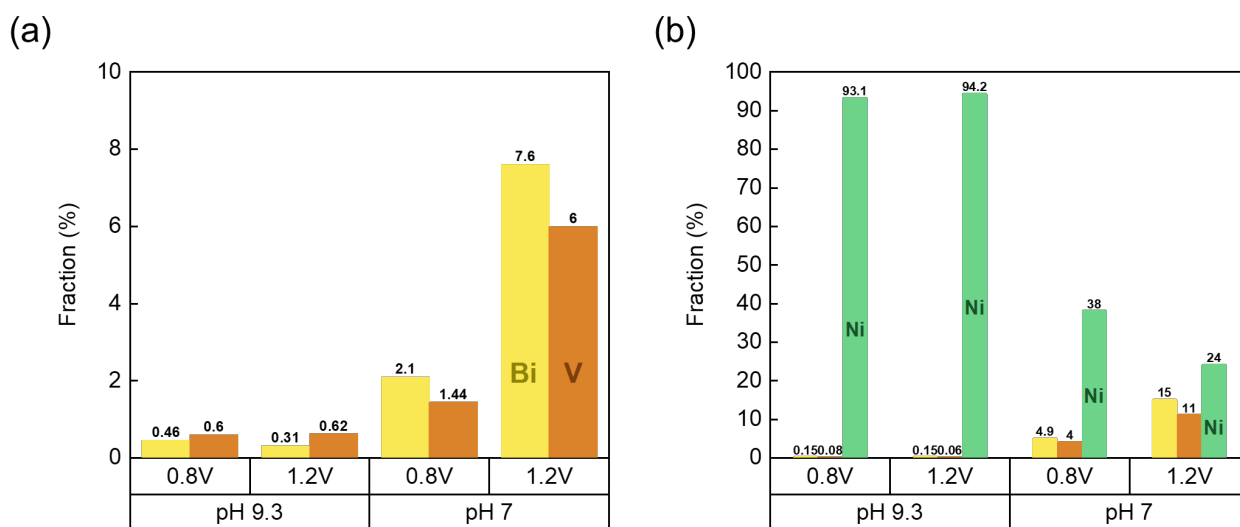 (a)
10
8
6
4
2
0
Fraction (%)
0.46
0.6
0.31
0.62
2.1
1.44
7.6
6
Bi
V
0.8V
1.2V
0.8V
1.2V
pH 9.3
pH 7
(b)
100
90
80
70
60
50
40
30
20
10
0
Fraction (%)
0.15
0.08
93.1
Ni
0.15
0.06
94.2
Ni
4.9
4
38
Ni
15
11
24
Ni
0.8V
1.2V
0.8V
1.2V
pH 9.3
pH 7